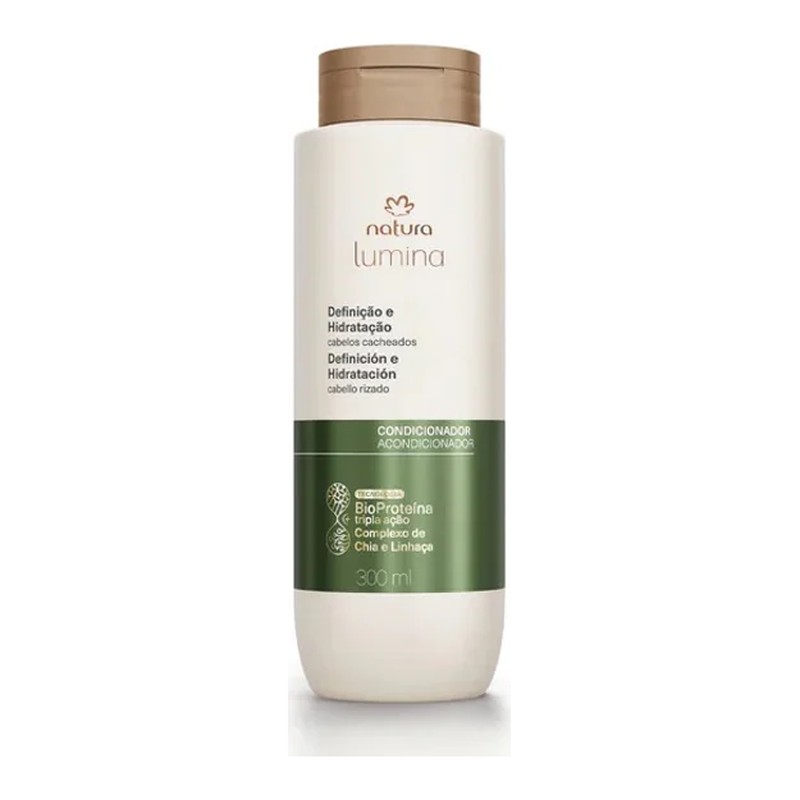 natura
lumina
Definição e
Hidratação
cabelos cacheados
Definición e
Hidratación
cabello rizado
CONDICIONADOR
ACONDICIONADOR
TECNOLOGIA
BioProteína
tripla ação
Complexo de
Chia e Linhaça
300 ml